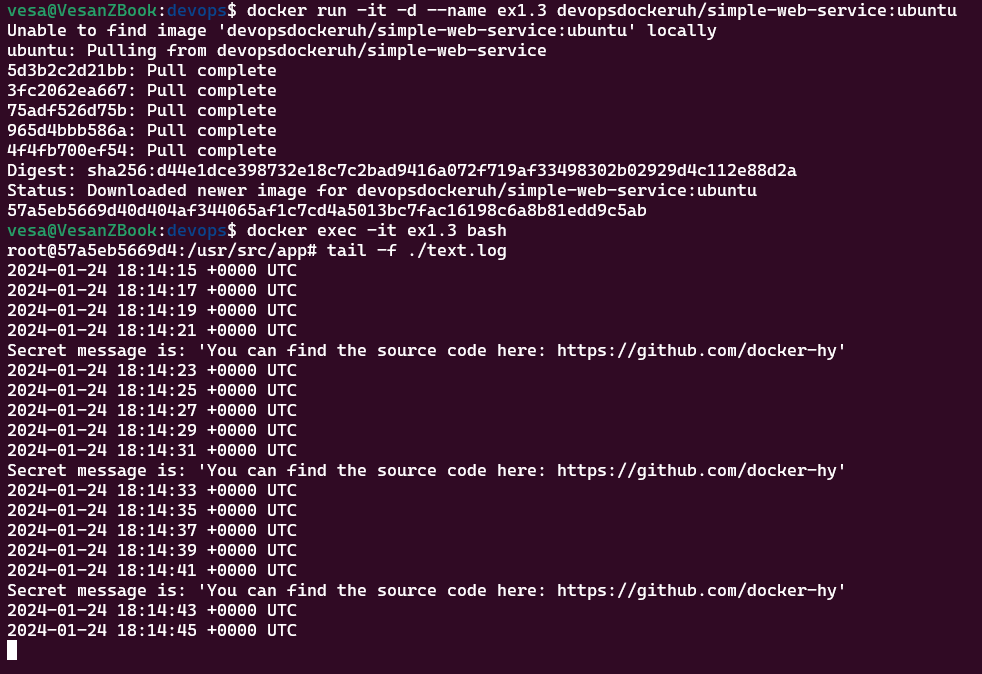 vesa@VesanZBook:devops$ docker run -it -d --name ex1.3 devopsdockeruh/simple-web-service:ubuntu
Unable to find image 'devopsdockeruh/simple-web-service:ubuntu' locally
ubuntu: Pulling from devopsdockeruh/simple-web-service
5d3b2c2d21bb: Pull complete
3fc2062ea667: Pull complete
75adf526d75b: Pull complete
965d4bbb586a: Pull complete
4f4fb700ef54: Pull complete
Digest: sha256:d44e1dce398732e18c7c2bad9416a072f719af33498302b02929d4c112e88d2a
Status: Downloaded newer image for devopsdockeruh/simple-web-service:ubuntu
57a5eb5669d40d404af344065af1c7cd4a5013bc7fac16198c6a8b81edd9c5ab
vesa@VesanZBook:devops$ docker exec -it ex1.3 bash
root@57a5eb5669d4:/usr/src/app# tail -f ./text.log
2024-01-24 18:14:15 +0000 UTC
2024-01-24 18:14:17 +0000 UTC
2024-01-24 18:14:19 +0000 UTC
2024-01-24 18:14:21 +0000 UTC
Secret message is: 'You can find the source code here: https://github.com/docker-hy'
2024-01-24 18:14:23 +0000 UTC
2024-01-24 18:14:25 +0000 UTC
2024-01-24 18:14:27 +0000 UTC
2024-01-24 18:14:29 +0000 UTC
2024-01-24 18:14:31 +0000 UTC
Secret message is: 'You can find the source code here: https://github.com/docker-hy'
2024-01-24 18:14:33 +0000 UTC
2024-01-24 18:14:35 +0000 UTC
2024-01-24 18:14:37 +0000 UTC
2024-01-24 18:14:39 +0000 UTC
2024-01-24 18:14:41 +0000 UTC
Secret message is: 'You can find the source code here: https://github.com/docker-hy'
2024-01-24 18:14:43 +0000 UTC
2024-01-24 18:14:45 +0000 UTC